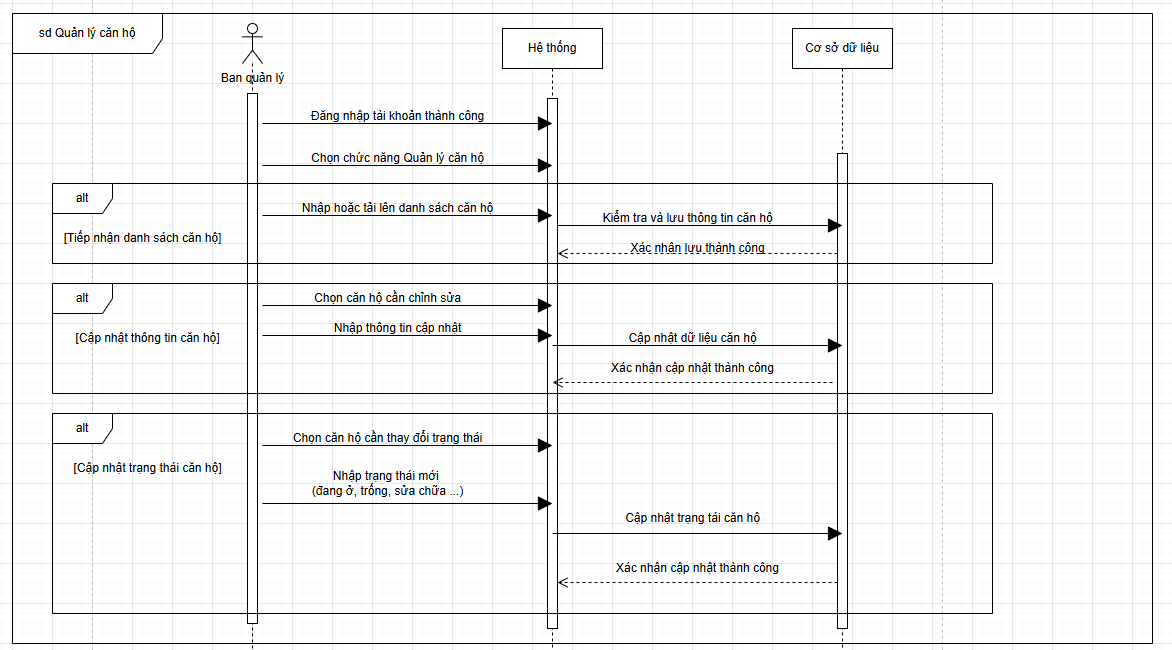 sd Quản lý căn hộ
Ban quản lý
Hệ thống
Cơ sở dữ liệu
Đăng nhập tài khoản thành công
Chọn chức năng Quản lý căn hộ
alt
[Tiếp nhận danh sách căn hộ]
Nhập hoặc tải lên danh sách căn hộ
Kiểm tra và lưu thông tin căn hộ
Xác nhận lưu thành công
alt
[Cập nhật thông tin căn hộ]
Chọn căn hộ cần chỉnh sửa
Nhập thông tin cập nhật
Cập nhật dữ liệu căn hộ
Xác nhận cập nhật thành công
alt
[Cập nhật trạng thái căn hộ]
Chọn căn hộ cần thay đổi trạng thái
Nhập trạng thái mới
(đang ở, trống, sửa chữa ...)
Cập nhật trạng tái căn hộ
Xác nhận cập nhật thành công